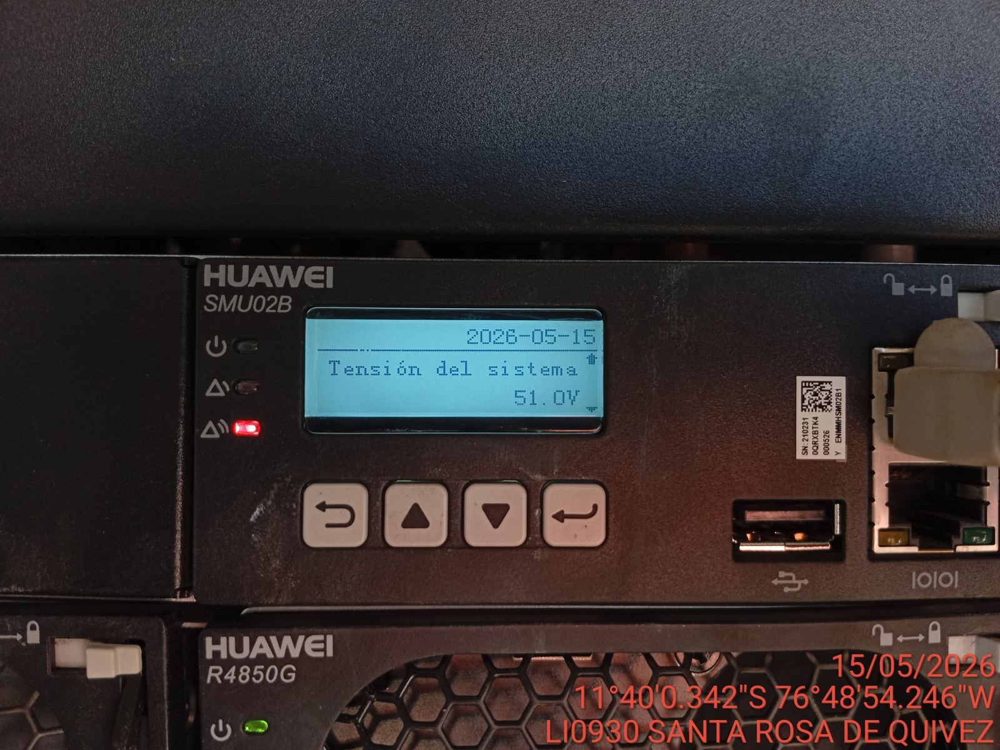 HUAWEI
SMU02B
2026-05-15
Tensión del sistema
51.0V
SN:210231
0QRXBTK4
000526
Y ENMMHSM02B1
|O|O|
HUAWEI
R4850G
15/05/2026
11°40'0.342"S 76°48'54.246"W
LI0930 SANTA ROSA DE QUIVEZ